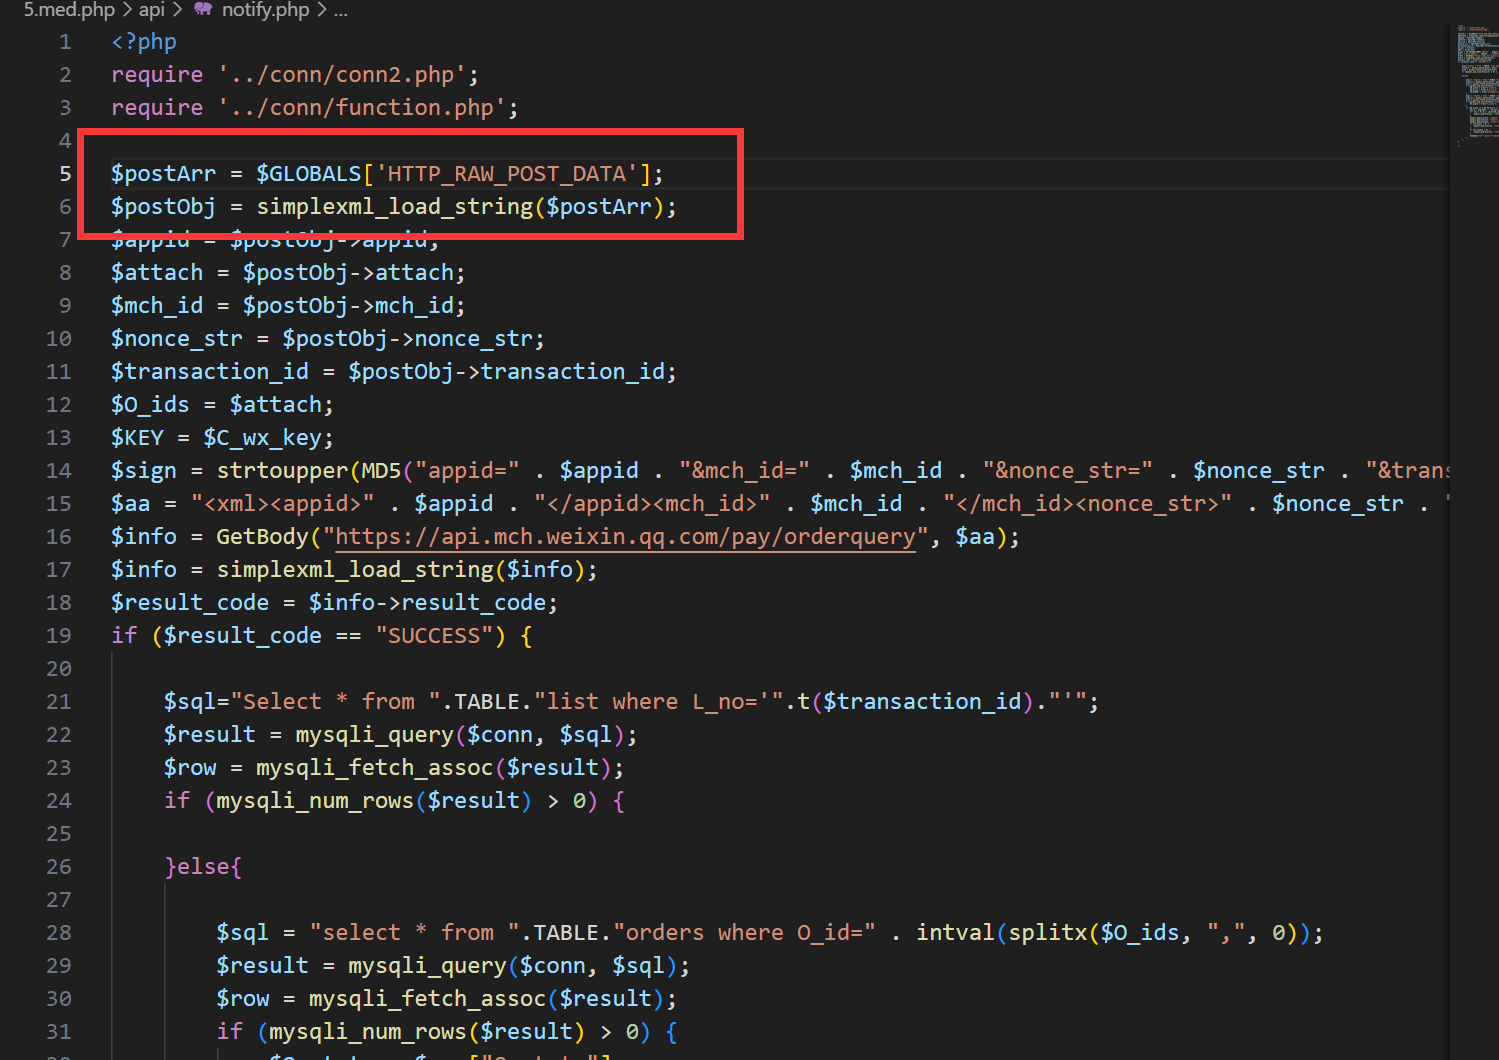 5.med.php > api > notify.php > ...
1 <?php
2 require '../conn/conn2.php';
3 require '../conn/function.php';
4
5 $postArr = $GLOBALS['HTTP_RAW_POST_DATA'];
6 $postObj = simplexml_load_string($postArr);
7 $appid = $postObj->appid;
8 $attach = $postObj->attach;
9 $mch_id = $postObj->mch_id;
10 $nonce_str = $postObj->nonce_str;
11 $transaction_id = $postObj->transaction_id;
12 $O_ids = $attach;
13 $KEY = $C_wx_key;
14 $sign = strtoupper(MD5("appid=" . $appid . "&mch_id=" . $mch_id . "&nonce_str=" . $nonce_str . "&trans
15 $aa = "<xml><appid>" . $appid . "</appid><mch_id>" . $mch_id . "</mch_id><nonce_str>" . $nonce_str . "
16 $info = GetBody("https://api.mch.weixin.qq.com/pay/orderquery", $aa);
17 $info = simplexml_load_string($info);
18 $result_code = $info->result_code;
19 if ($result_code == "SUCCESS") {
20
21 $sql="Select * from ".TABLE."list where L_no='".t($transaction_id)."'";
22 $result = mysqli_query($conn, $sql);
23 $row = mysqli_fetch_assoc($result);
24 if (mysqli_num_rows($result) > 0) {
25
26 }else{
27
28 $sql = "select * from ".TABLE."orders where O_id=" . intval(splitx($O_ids, ",", 0));
29 $result = mysqli_query($conn, $sql);
30 $row = mysqli_fetch_assoc($result);
31 if (mysqli_num_rows($result) > 0) {